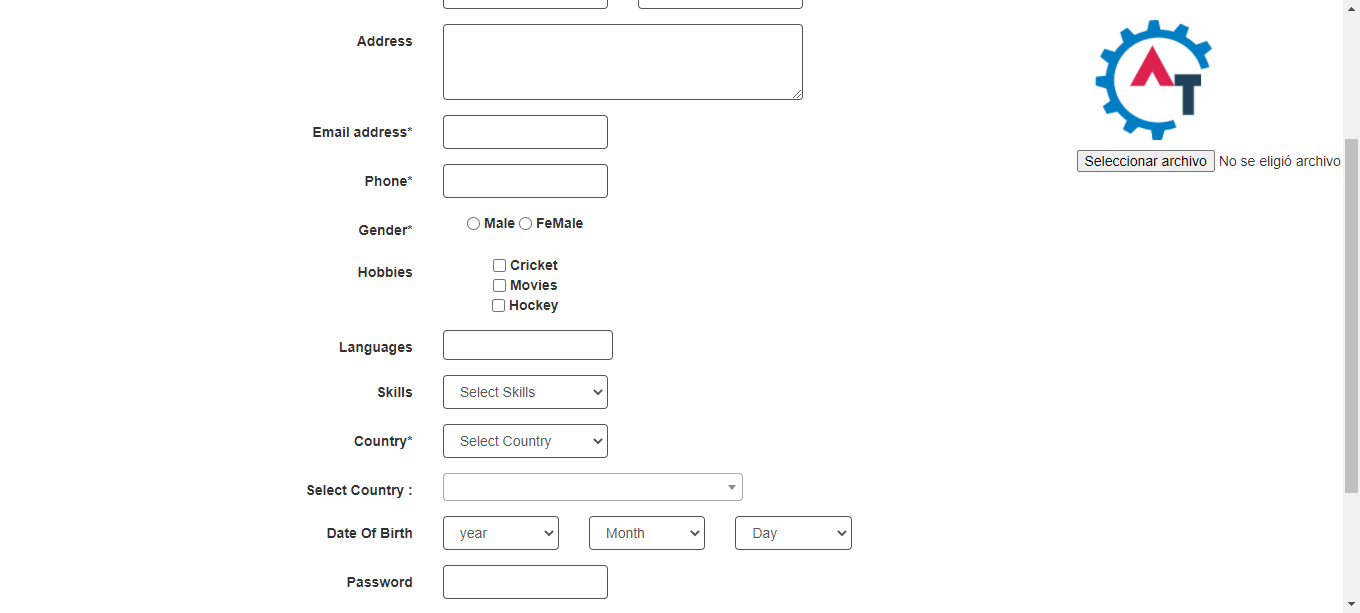 Address
Email address*
Phone*
Gender* Male FeMale
Hobbies Cricket
Movies
Hockey
Languages
Skills Select Skills
Country* Select Country
Select Country :
Date Of Birth year Month Day
Password
AT
Seleccionar archivo No se eligió archivo